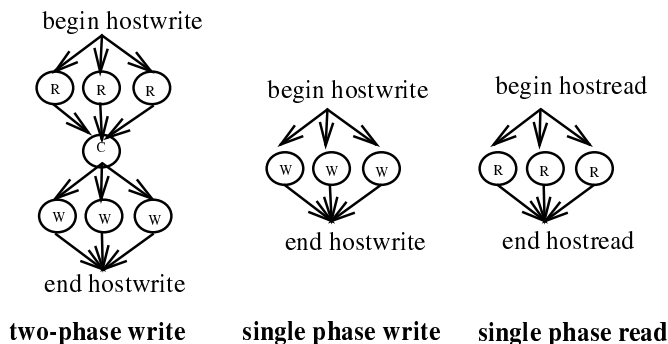 begin hostwrite
R R R
C
W W W
end hostwrite
two-phase write
begin hostwrite
W W W
end hostwrite
single phase write
begin hostread
R R R
end hostread
single phase read